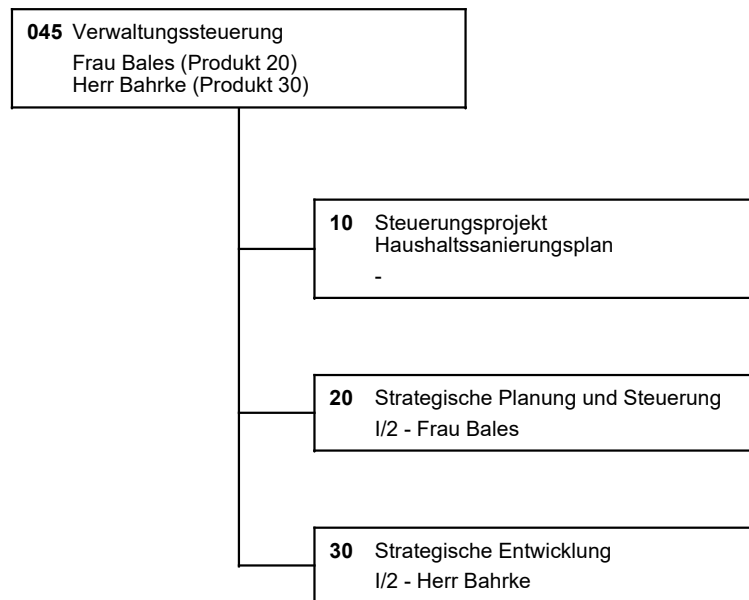 045 Verwaltungssteuerung
Frau Bales (Produkt 20)
Herr Bahrke (Produkt 30)
10 Steuerungsprojekt
Haushaltssanierungsplan
-
20 Strategische Planung und Steuerung
I/2 - Frau Bales
30 Strategische Entwicklung
I/2 - Herr Bahrke